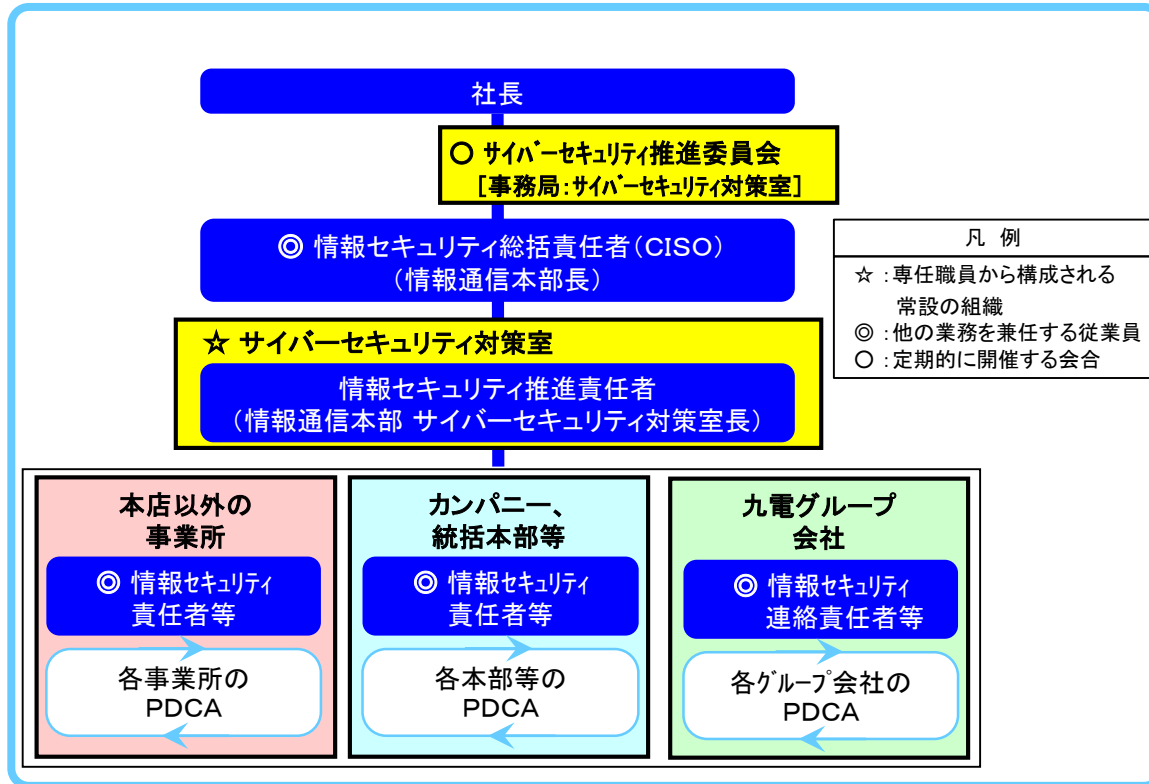 社長
○ サイバーセキュリティ推進委員会
[事務局:サイバーセキュリティ対策室]
◎ 情報セキュリティ総括責任者(CISO)
(情報通信本部長)
凡 例
☆ :専任職員から構成される
常設の組織
◎ :他の業務を兼任する従業員
○ :定期的に開催する会合
☆ サイバーセキュリティ対策室
情報セキュリティ推進責任者
(情報通信本部 サイバーセキュリティ対策室長)
本店以外の
事業所
◎ 情報セキュリティ
責任者等
各事業所の
PDCA
カンパニー、
統括本部等
◎ 情報セキュリティ
責任者等
各本部等の
PDCA
九電グループ
会社
◎ 情報セキュリティ
連絡責任者等
各グループ会社の
PDCA